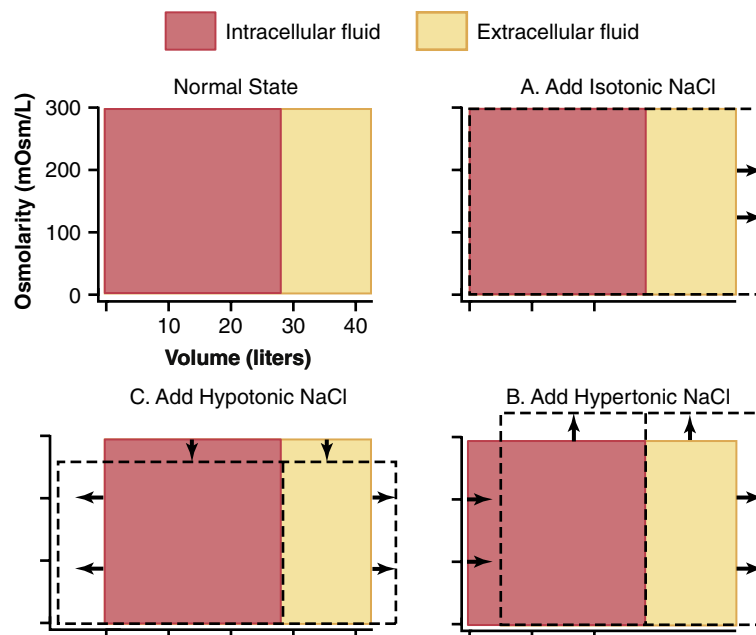 Intracellular fluid
Extracellular fluid
Normal State
A. Add Isotonic NaCl
Osmolarity (mOsm/L)
300
200
100
0
10 20 30 40
Volume (liters)
C. Add Hypotonic NaCl
B. Add Hypertonic NaCl